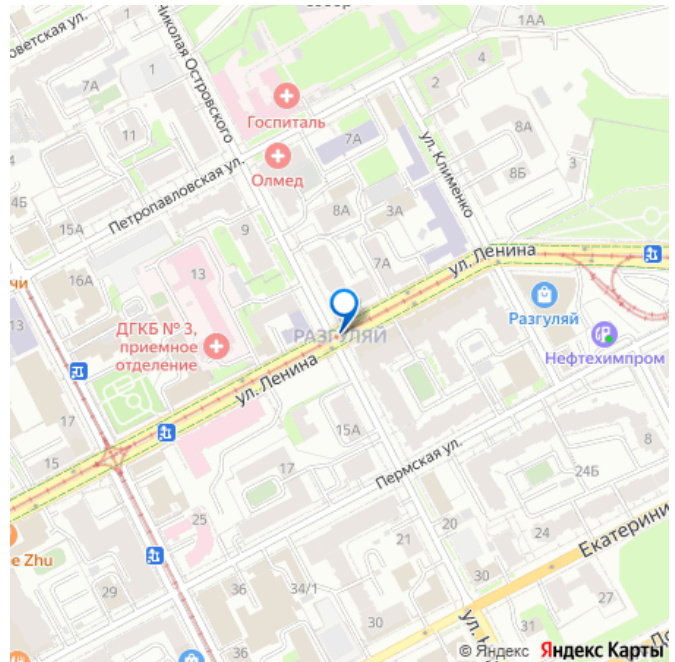 1АА
оветская ул.
Николая Островского
1
7А
2
4
Госпиталь
11
7А
ул. Клименко
8А
Олмед
8Б
3
4Б
Петропавловская ул.
8А
3А
15А
9
ул. Ленина
7А
13
16А
чи
13
Разгуляй
ДГКБ № 3,
приемное
отделение
РАЗГУЛЯЙ
Нефтехимпром
ул. Ленина
17
15А
8
15
17
Пермская ул.
24Б
25
20
24
Екатерини
21
e Zhu
29
36
34/1
30
27
36
30
31
ул. Н
© Яндекс Яндекс Карты